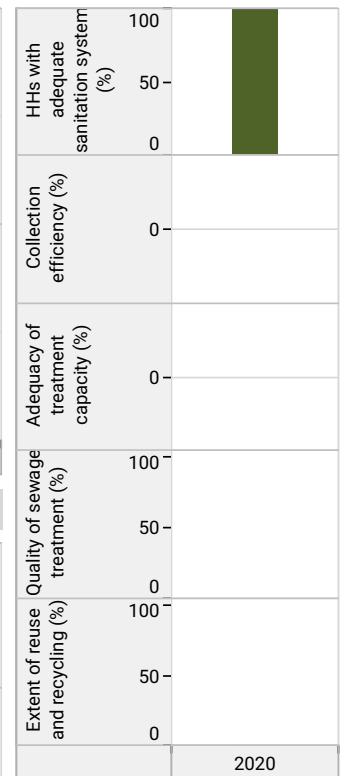 HHs with
adequate
sanitation system
(%)
100
50
0
Collection
efficiency (%)
0
Adequacy of
treatment
capacity (%)
0
Quality of sewage
treatment (%)
100
50
0
Extent of reuse
and recycling (%)
100
50
0
2020